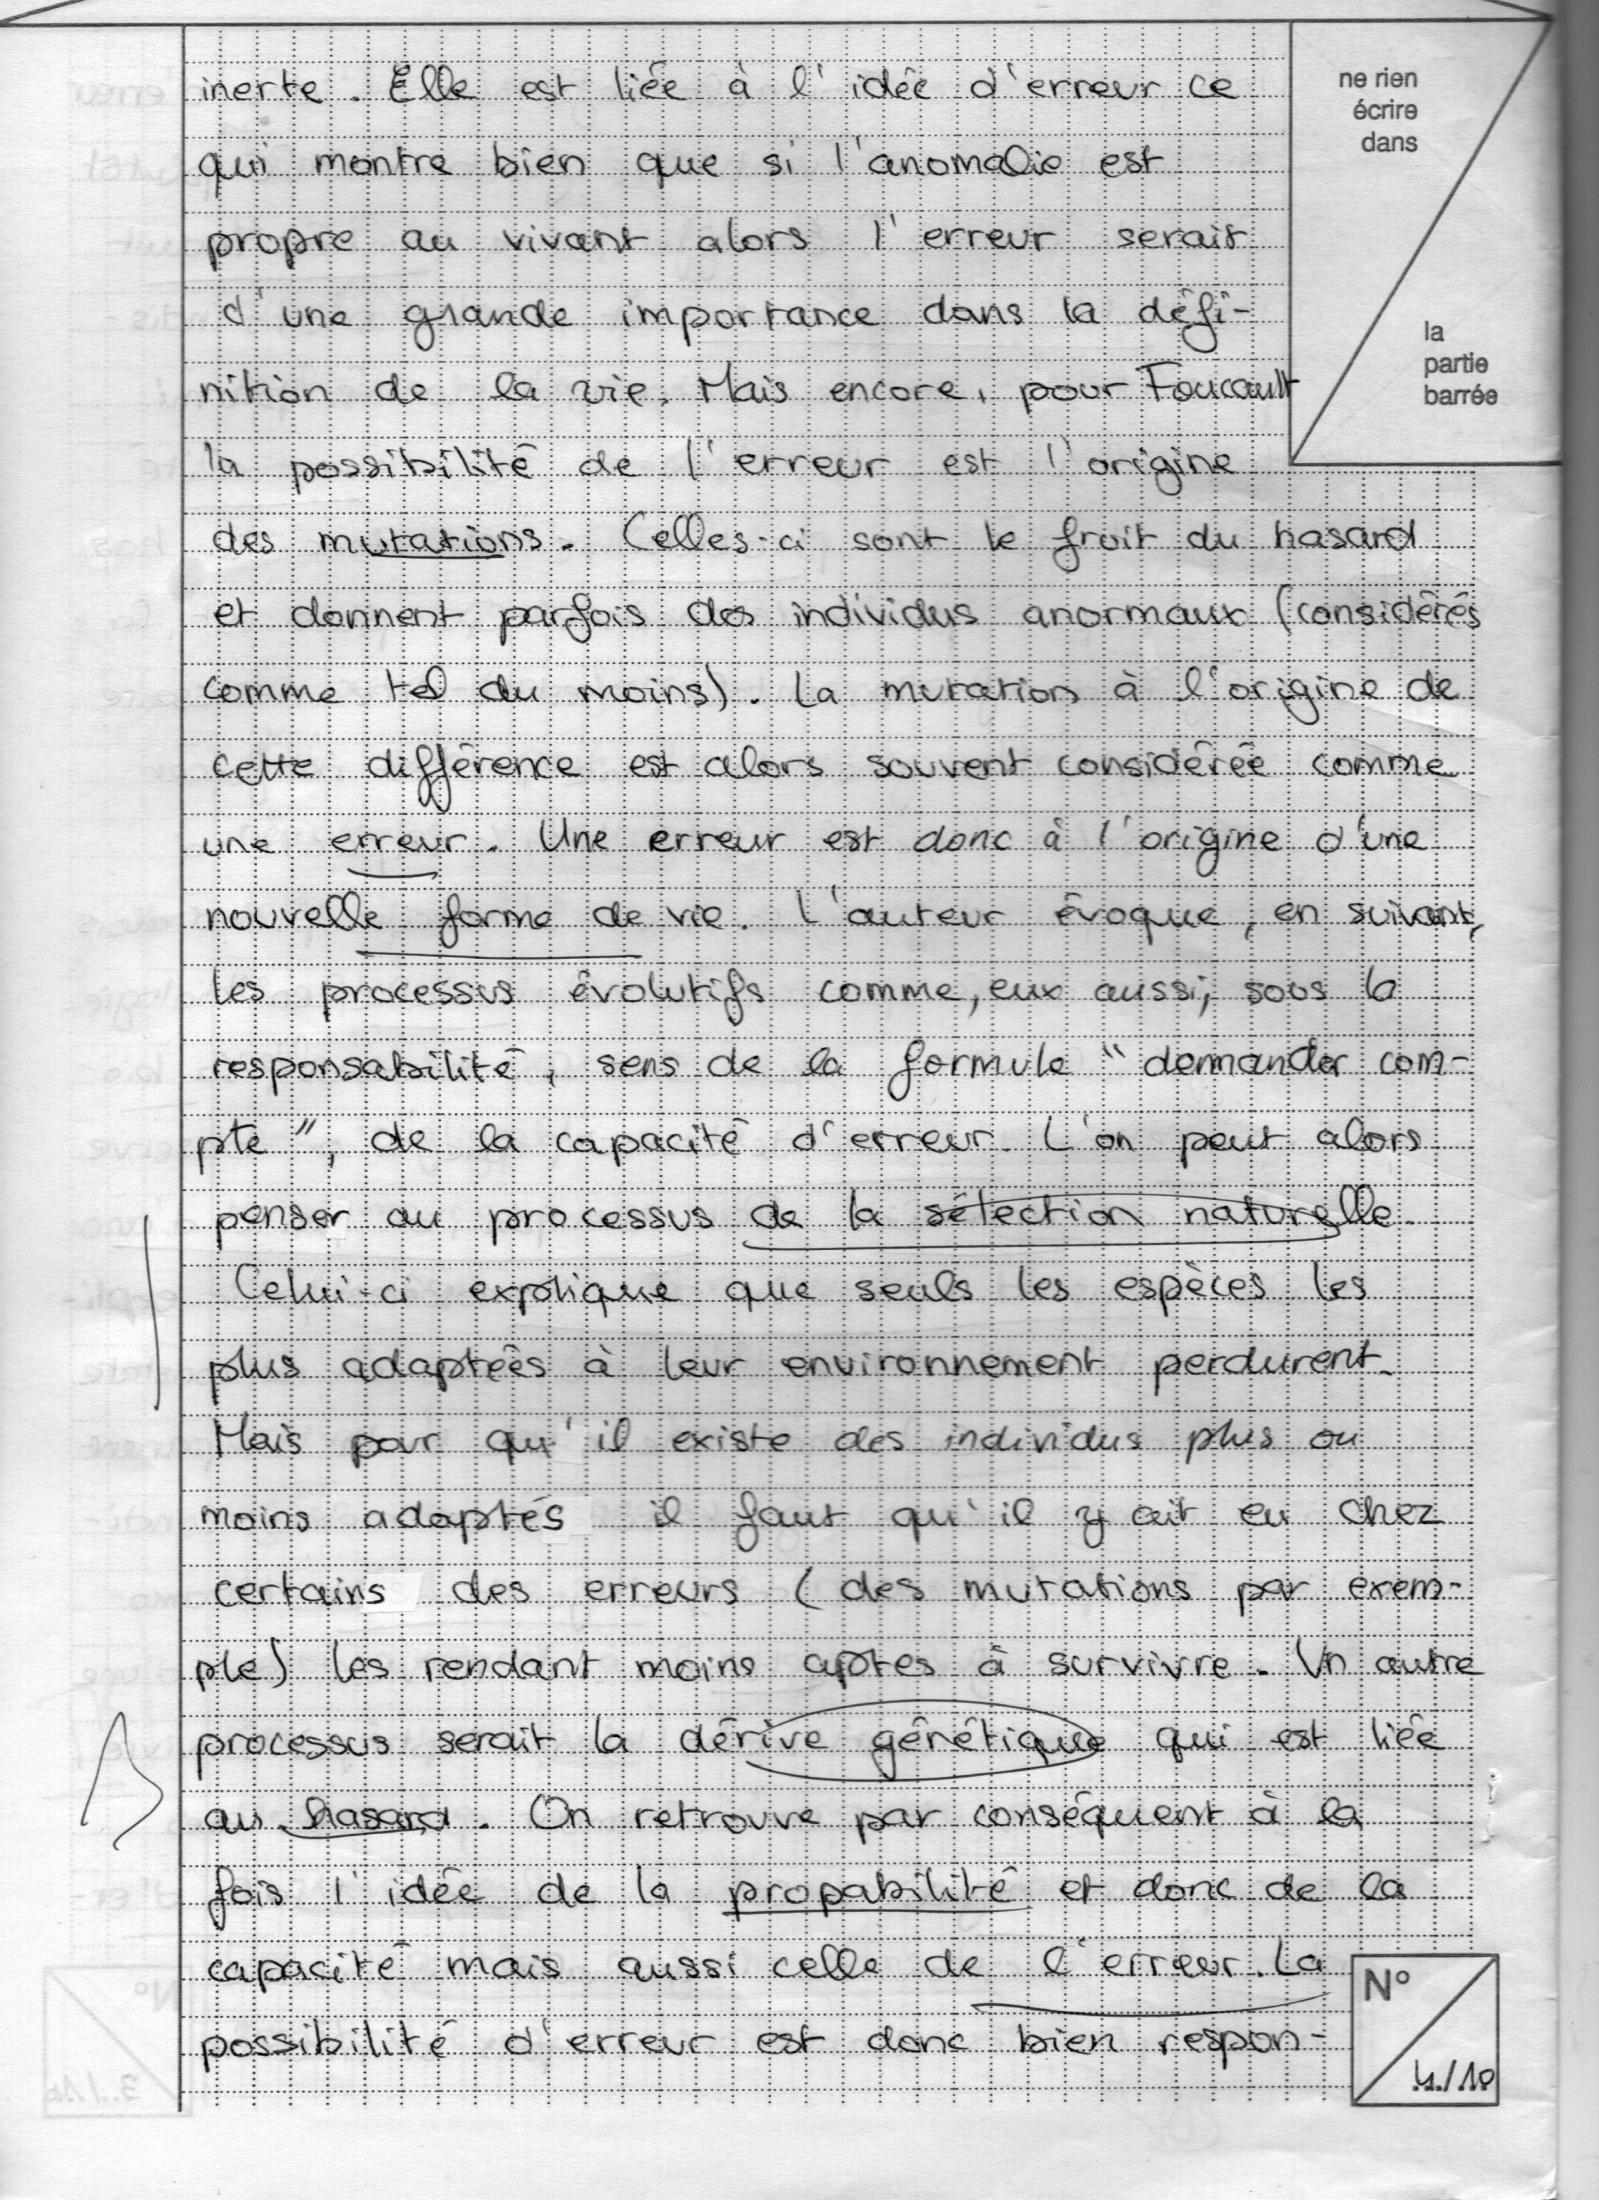 ne rien
écrire
dans
la
partie
barrée
inerte. Elle est liée à l'idée d'erreur ce
qui montre bien que si l'anomalie est
propre au vivant alors l'erreur serait
d'une grande importance dans la défi-
nition de la vie. Mais encore, pour Foucault
la possibilité de l'erreur est l'origine
des mutations. Celles-ci sont le fruit du hasard
et donnent parfois des individus anormaux (considérés
comme tel du moins). La mutation à l'origine de
cette différence est alors souvent considérée comme
une erreur. Une erreur est donc à l'origine d'une
nouvelle forme de vie. L'auteur évoque, en suivant,
les processus évolutifs comme, eux aussi, sous la
responsabilité, sens de la formule "demander com-
pte", de la capacité d'erreur. L'on peut alors
penser au processus de la sélection naturelle.
Celui-ci explique que seuls les espèces les
plus adaptées à leur environnement perdurent.
Mais pour qu'il existe des individus plus ou
moins adaptés il faut qu'il y ait eu chez
certains des erreurs (des mutations par exem-
ple) les rendant moins aptes à survivre. Un autre
processus serait la dérive génétique qui est liée
au hasard. On retrouve par conséquent à la
fois l'idée de la propabilité et donc de la
capacité mais aussi celle de l'erreur. La
possibilité d'erreur est donc bien respon-
N°
4./10